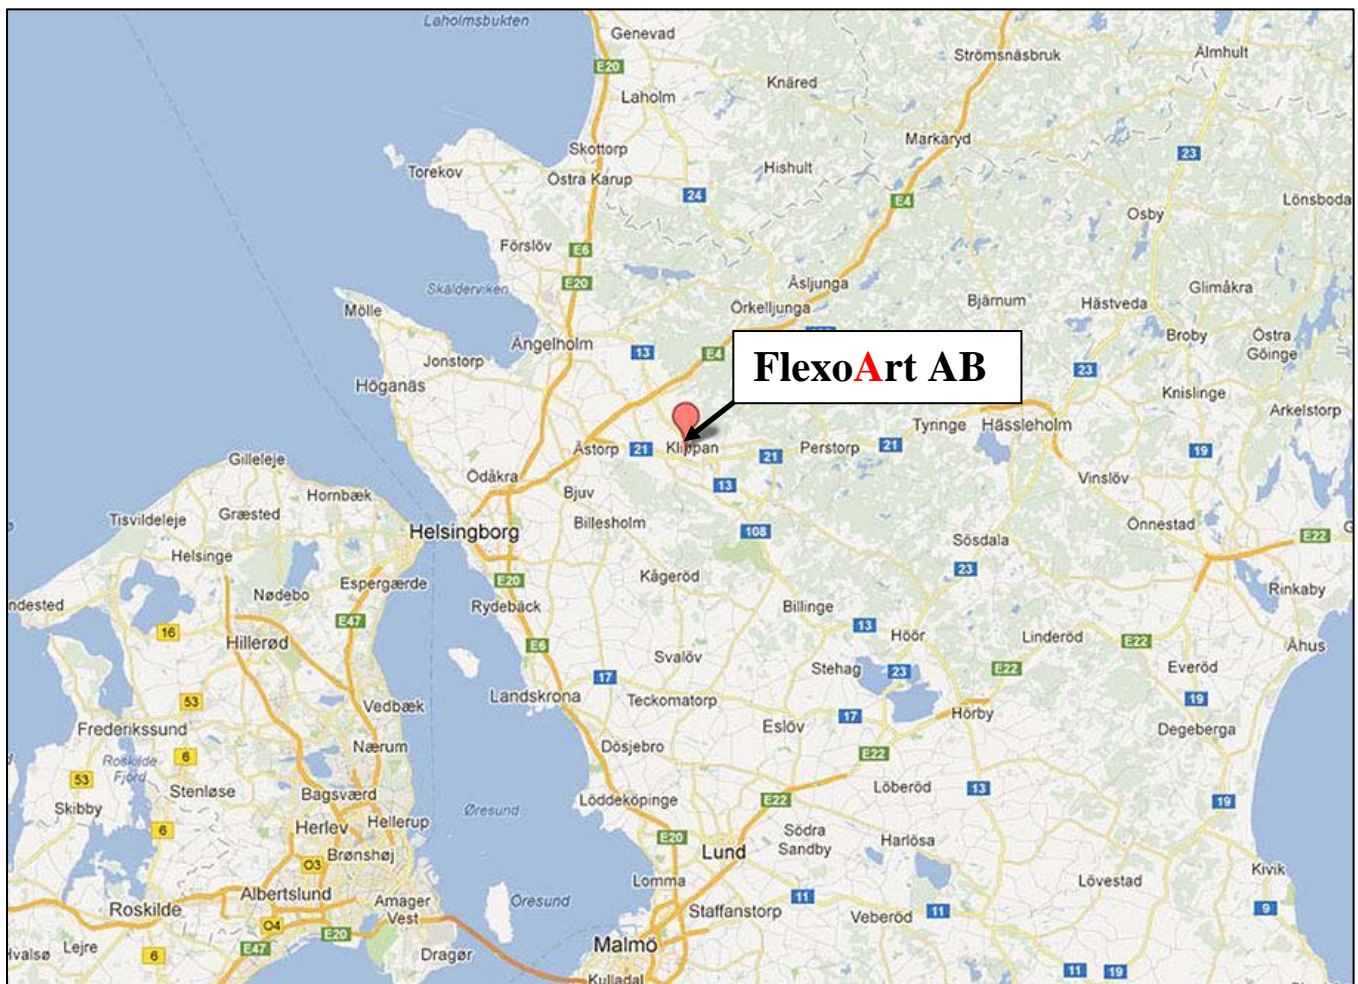 Laholmsbukten
Genevad
Strömsnäsbruk
Älmhult
E20
Knäred
Laholm
Markaryd
Skottorp
23
Torekov
Östra Karup
Hishult
24
E4
Lönsboda
Osby
Förslöv
E6
E20
Skälderviken
Åsljunga
Glimåkra
Mölle
Örkelljunga
Bjärnum
Hästveda
Ängelholm
Broby
Östra
Göinge
13
E4
Jonstorp
FlexoArt AB
23
Höganäs
Knislinge
Arkelstorp
Tyringe
Hässleholm
Åstorp
21
Klippan
21
Perstorp
21
19
Gilleleje
Ödåkra
Vinslöv
Hornbæk
Bjuv
13
Tisvildeleje
Græsted
Helsingborg
Billesholm
108
Önnestad
E22
Sösdala
Helsinge
Espergærde
E20
Kågeröd
23
Rinkaby
Nødebo
Rydebäck
Billinge
E47
16
Hillerød
E6
13
Höör
Linderöd
E22
Åhus
Svalöv
Stehag
23
E22
Everöd
17
53
Landskrona
Teckomatorp
19
Vedbæk
17
Hörby
Frederikssund
Eslöv
Degeberga
Nærum
Dösjebro
E22
Roskilde
Fjord
6
53
Stenløse
Bagsværd
Löddeköpinge
E22
Löberöd
13
19
Skibby
Øresund
Herlev
Hellerup
6
E20
Södra
Sandby
Harlösa
Lund
Brønshøj
O3
Kivik
Lomma
Lövestad
Albertslund
Amager
Vest
Öresund
11
Roskilde
Staffanstorp
Veberöd
11
9
O4
E20
Malmö
Lejre
6
E47
Dragør
11
19
Kulladal